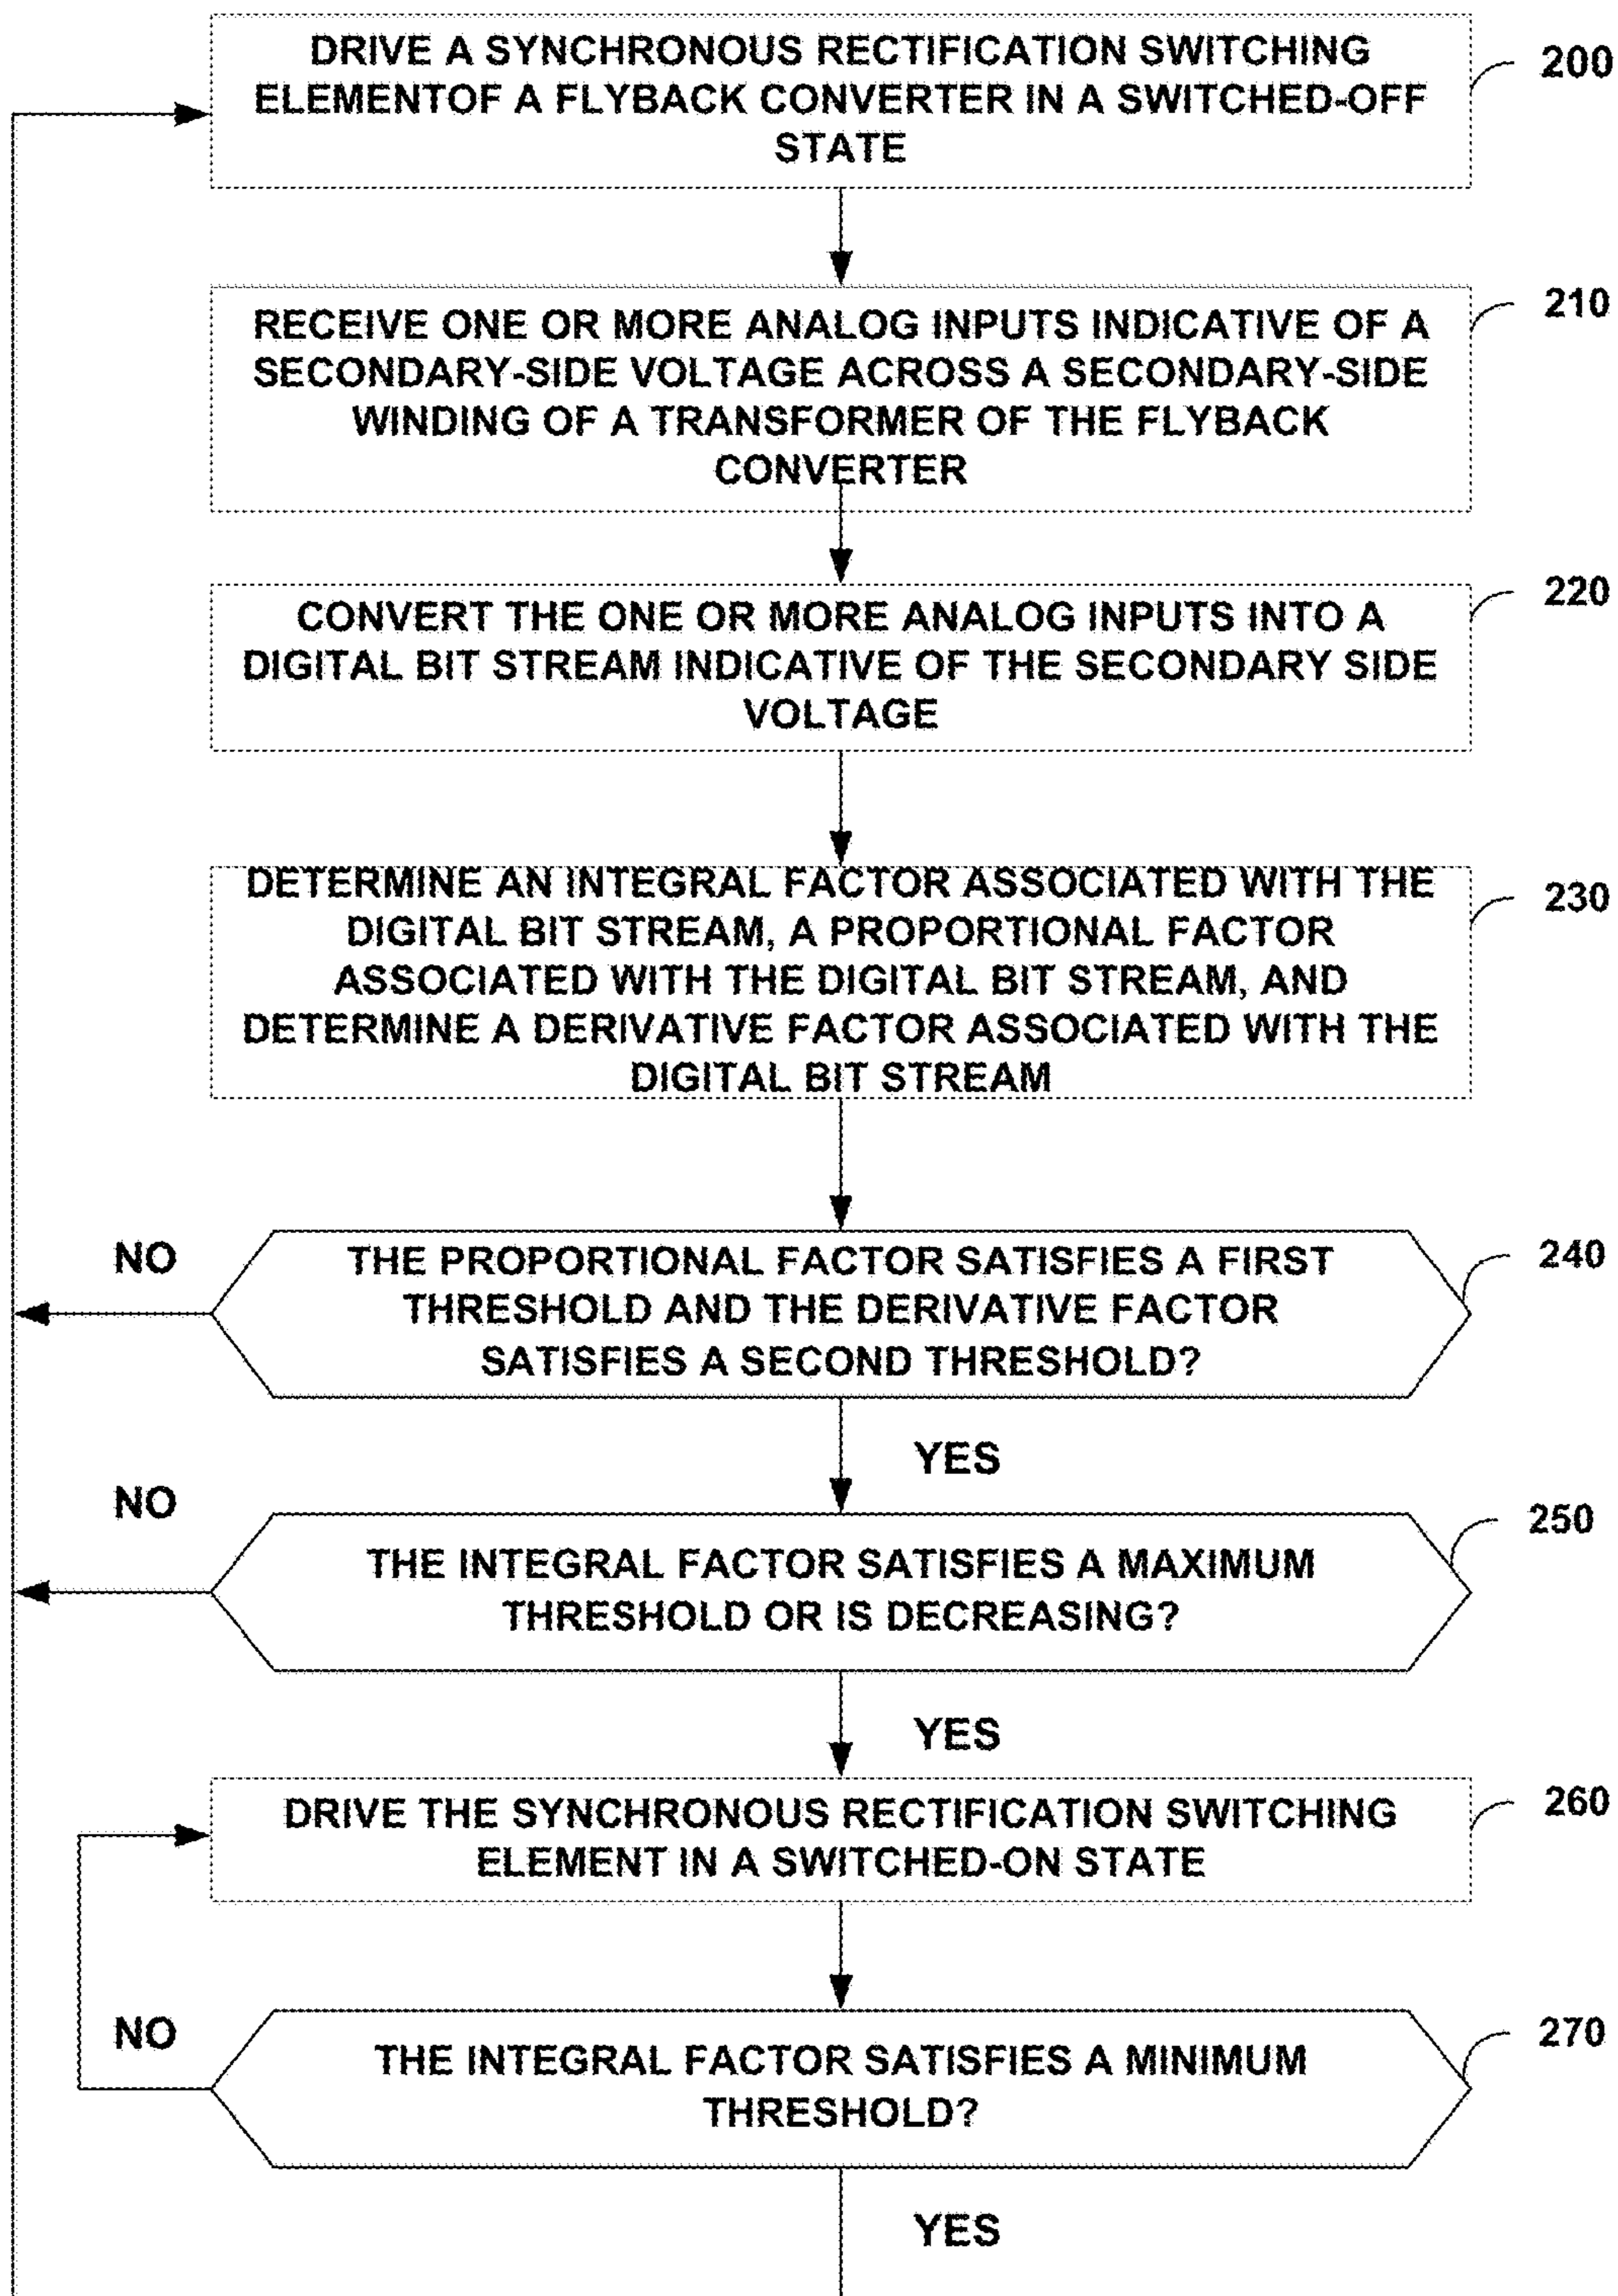 DRIVE A SYNCHRONOUS RECTIFICATION SWITCHING
ELEMENTOF A FLYBACK CONVERTER IN A SWITCHED-OFF
STATE
200
RECEIVE ONE OR MORE ANALOG INPUTS INDICATIVE OF A
SECONDARY-SIDE VOLTAGE ACROSS A SECONDARY-SIDE
WINDING OF A TRANSFORMER OF THE FLYBACK
CONVERTER
210
CONVERT THE ONE OR MORE ANALOG INPUTS INTO A
DIGITAL BIT STREAM INDICATIVE OF THE SECONDARY SIDE
VOLTAGE
220
DETERMINE AN INTEGRAL FACTOR ASSOCIATED WITH THE
DIGITAL BIT STREAM, A PROPORTIONAL FACTOR
ASSOCIATED WITH THE DIGITAL BIT STREAM, AND
DETERMINE A DERIVATIVE FACTOR ASSOCIATED WITH THE
DIGITAL BIT STREAM
230
NO
THE PROPORTIONAL FACTOR SATISFIES A FIRST
THRESHOLD AND THE DERIVATIVE FACTOR
SATISFIES A SECOND THRESHOLD?
240
YES
NO
THE INTEGRAL FACTOR SATISFIES A MAXIMUM
THRESHOLD OR IS DECREASING?
250
YES
DRIVE THE SYNCHRONOUS RECTIFICATION SWITCHING
ELEMENT IN A SWITCHED-ON STATE
260
NO
THE INTEGRAL FACTOR SATISFIES A MINIMUM
THRESHOLD?
270
YES